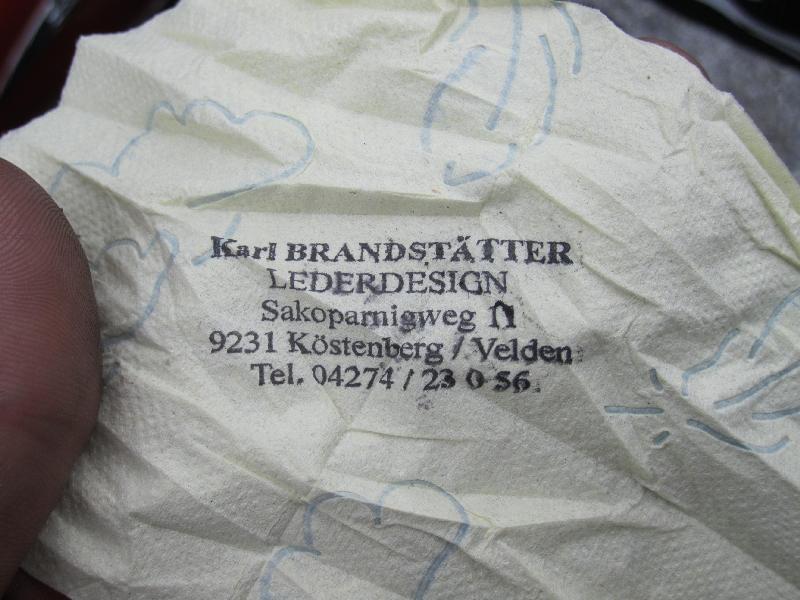 Karl BRANDSTÄTTER
LEDERDESIGN
Sakoparnigweg
9231 Köstenberg / Velden
Tel. 04274 / 23 0 56